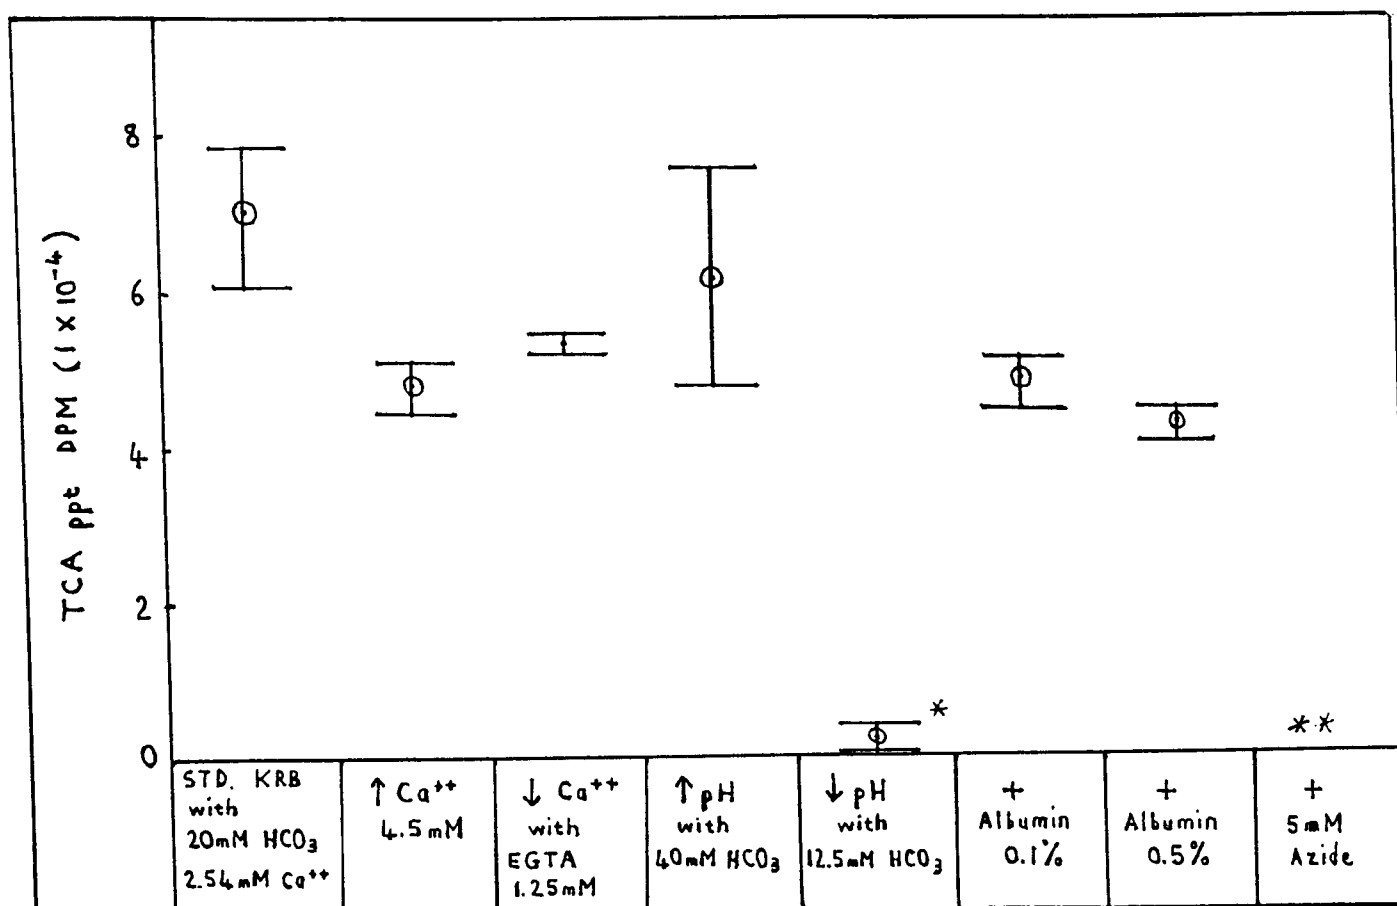 TCA ppt DPM (1 x 10⁻⁴)
8
6
4
2
0
*
**
STD. KRB
with
20mM HCO₃
2.54mM Ca⁺⁺
↑ Ca⁺⁺
4.5mM
↓ Ca⁺⁺
with
EGTA
1.25mM
↑ pH
with
40mM HCO₃
↓ pH
with
12.5mM HCO₃
+
Albumin
0.1%
+
Albumin
0.5%
+
5mM
Azide